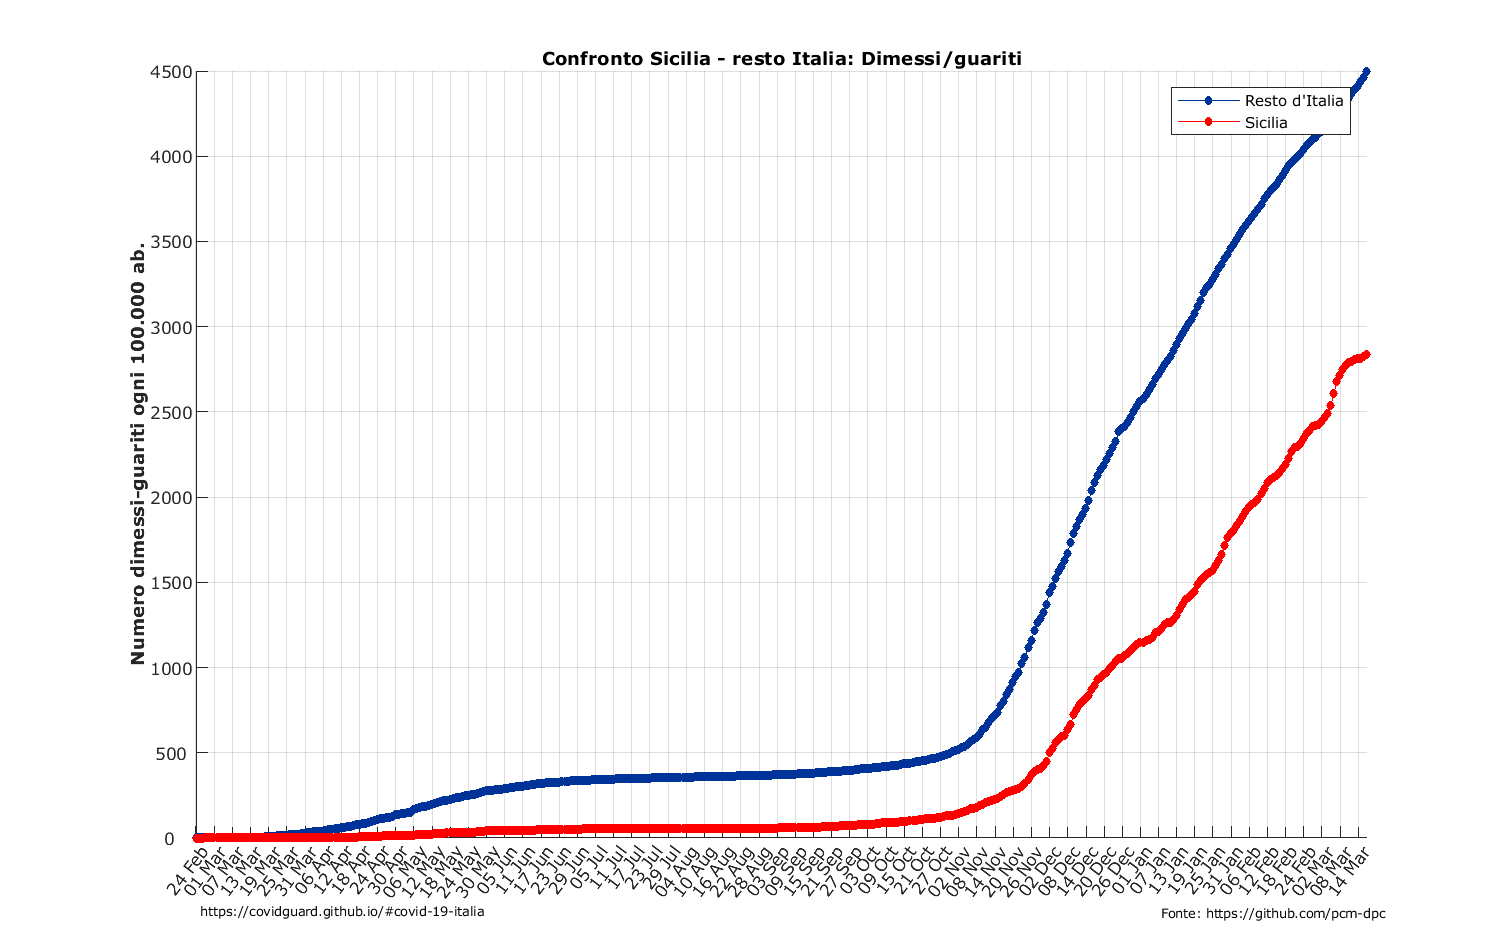 Confronto Sicilia - resto Italia: Dimessi/guariti
Numero dimessi-guariti ogni 100.000 ab.
4500
4000
3500
3000
2500
2000
1500
1000
500
0
Resto d'Italia
Sicilia
24 Feb
01 Mar
07 Mar
13 Mar
19 Mar
25 Mar
31 Mar
06 Apr
12 Apr
18 Apr
24 Apr
30 Apr
06 May
12 May
18 May
24 May
30 May
05 Jun
11 Jun
17 Jun
23 Jun
29 Jun
05 Jul
11 Jul
17 Jul
23 Jul
29 Jul
04 Aug
10 Aug
16 Aug
22 Aug
28 Aug
03 Sep
09 Sep
15 Sep
21 Sep
27 Sep
03 Oct
09 Oct
15 Oct
21 Oct
27 Oct
02 Nov
08 Nov
14 Nov
20 Nov
26 Nov
02 Dec
08 Dec
14 Dec
20 Dec
26 Dec
01 Jan
07 Jan
13 Jan
19 Jan
25 Jan
31 Jan
06 Feb
12 Feb
18 Feb
24 Feb
02 Mar
08 Mar
14 Mar
https://covidguard.github.io/#covid-19-italia
Fonte: https://github.com/pcm-dpc